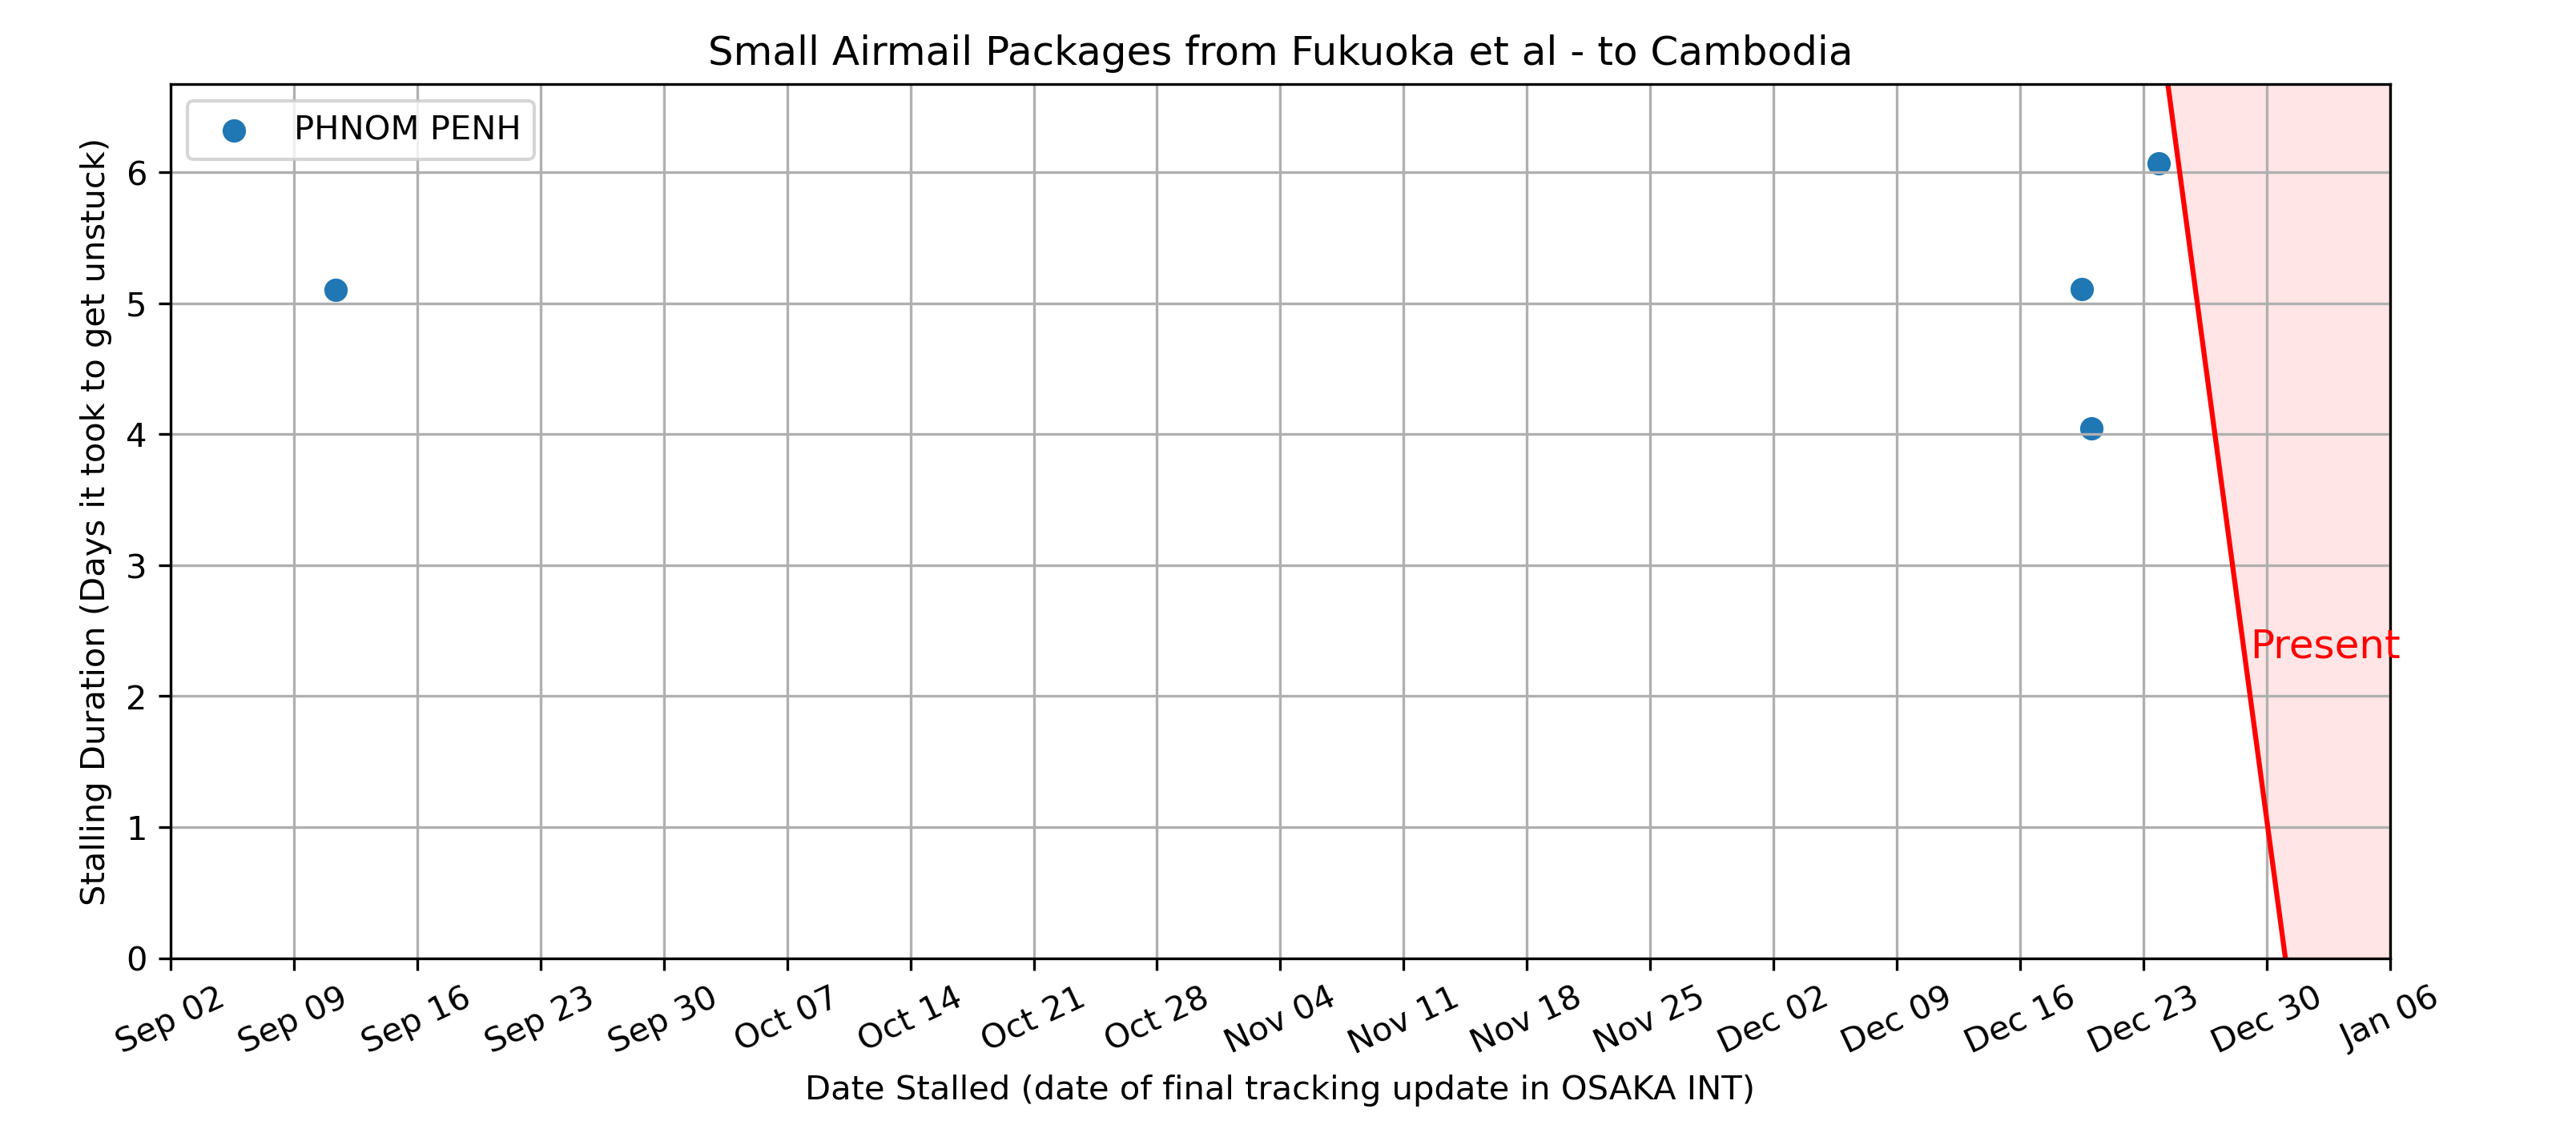 Small Airmail Packages from Fukuoka et al - to Cambodia
PHNOM PENH
Stalling Duration (Days it took to get unstuck)
6
5
4
3
2
1
0
Present
Sep 02
Sep 09
Sep 16
Sep 23
Sep 30
Oct 07
Oct 14
Oct 21
Oct 28
Nov 04
Nov 11
Nov 18
Nov 25
Dec 02
Dec 09
Dec 16
Dec 23
Dec 30
Jan 06
Date Stalled (date of final tracking update in OSAKA INT)